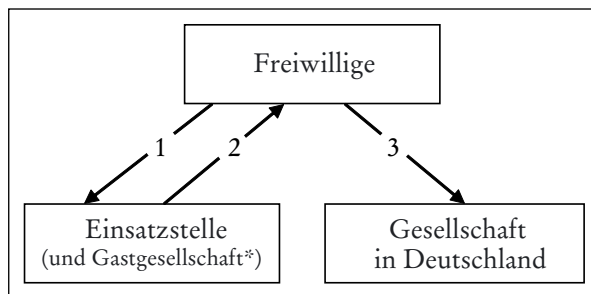 Freiwillige
1
2
3
Einsatzstelle
(und Gastgesellschaft*)
Gesellschaft
in Deutschland